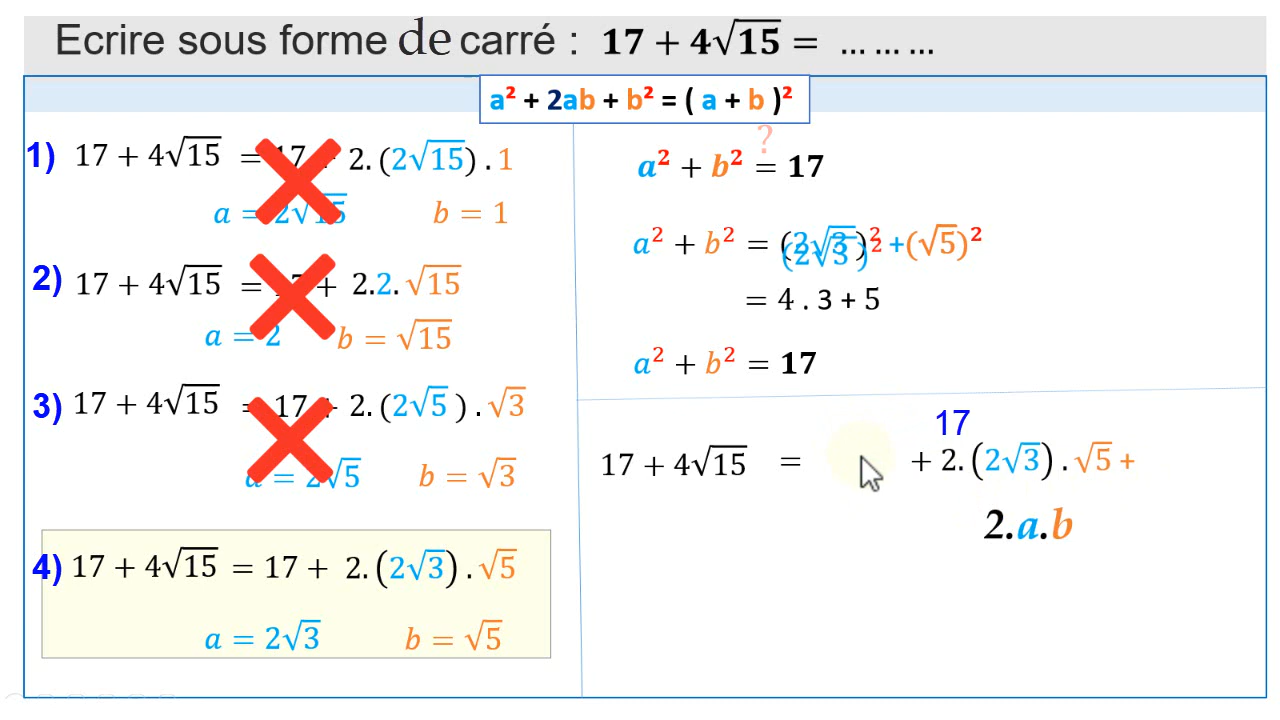 Ecrire sous forme de carré : 17 + 4√15 = ... ... ...
a² + 2ab + b² = ( a + b )²
1) 17 + 4√15 = 17 + 2.(2√15) . 1
a = 2√15 b = 1
2) 17 + 4√15 = 17 + 2.2.√15
a = 2 b = √15
3) 17 + 4√15 = 17 + 2.(2√5 ) . √3
a = 2√5 b = √3
4) 17 + 4√15 = 17 + 2.(2√3) . √5
a = 2√3 b = √5
?
a² + b² = 17
a² + b² = (2√3 )² +(√5)²
(2√3 )²
= 4 . 3 + 5
a² + b² = 17
17
17 + 4√15 = + 2.(2√3) . √5 +
2.a.b